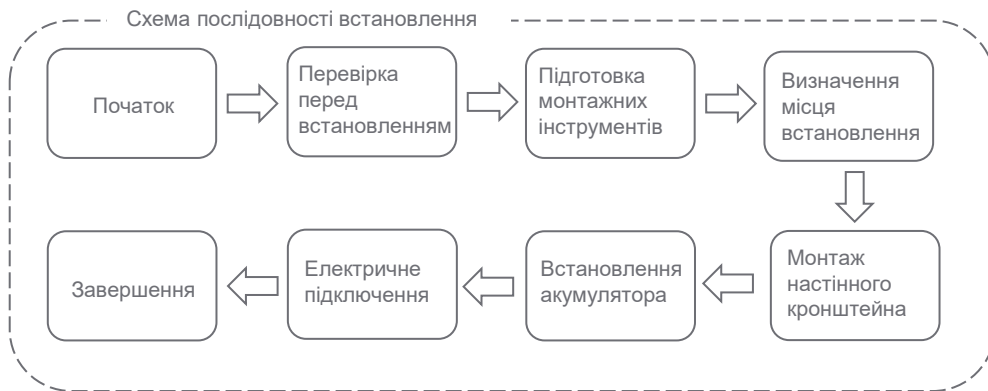 Схема послідовності встановлення
Початок
Перевірка
перед
встановленням
Підготовка
монтажних
інструментів
Визначення
місця
встановлення
Монтаж
настінного
кронштейна
Встановлення
акумулятора
Електричне
підключення
Завершення